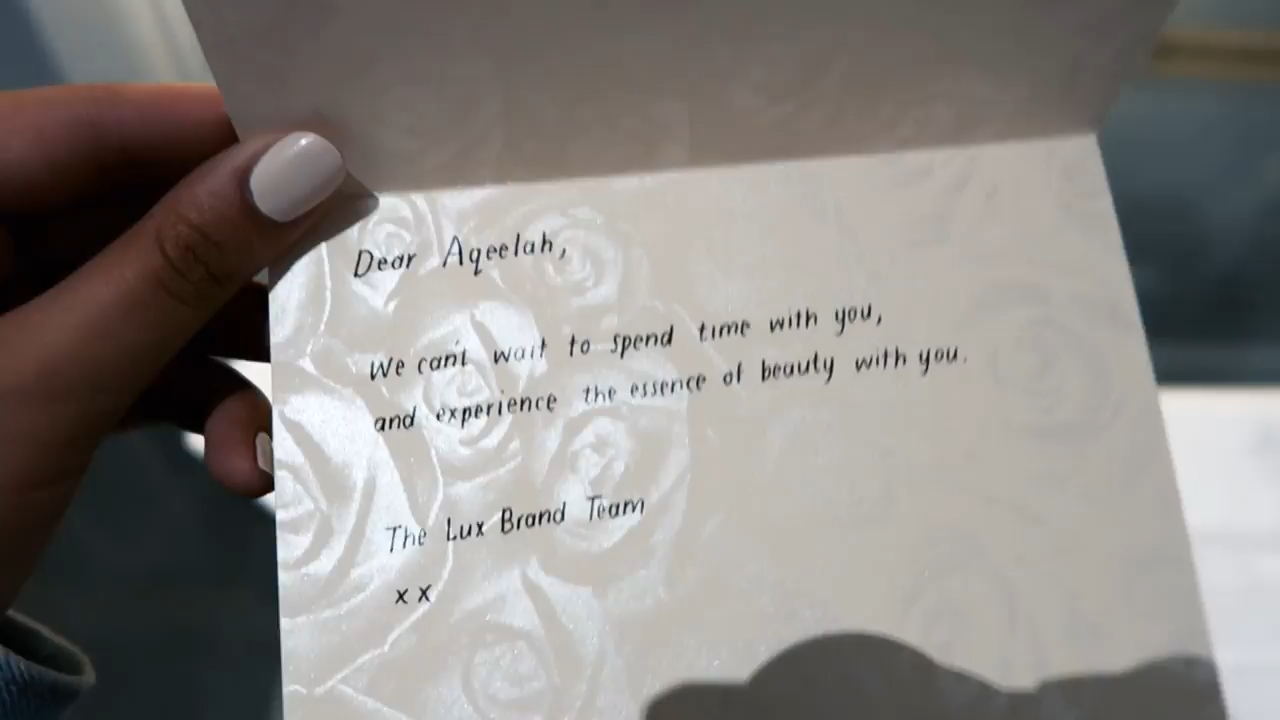 Dear Aqeelah,
We can't wait to spend time with you,
and experience the essence of beauty with you.
The Lux Brand Team
xx